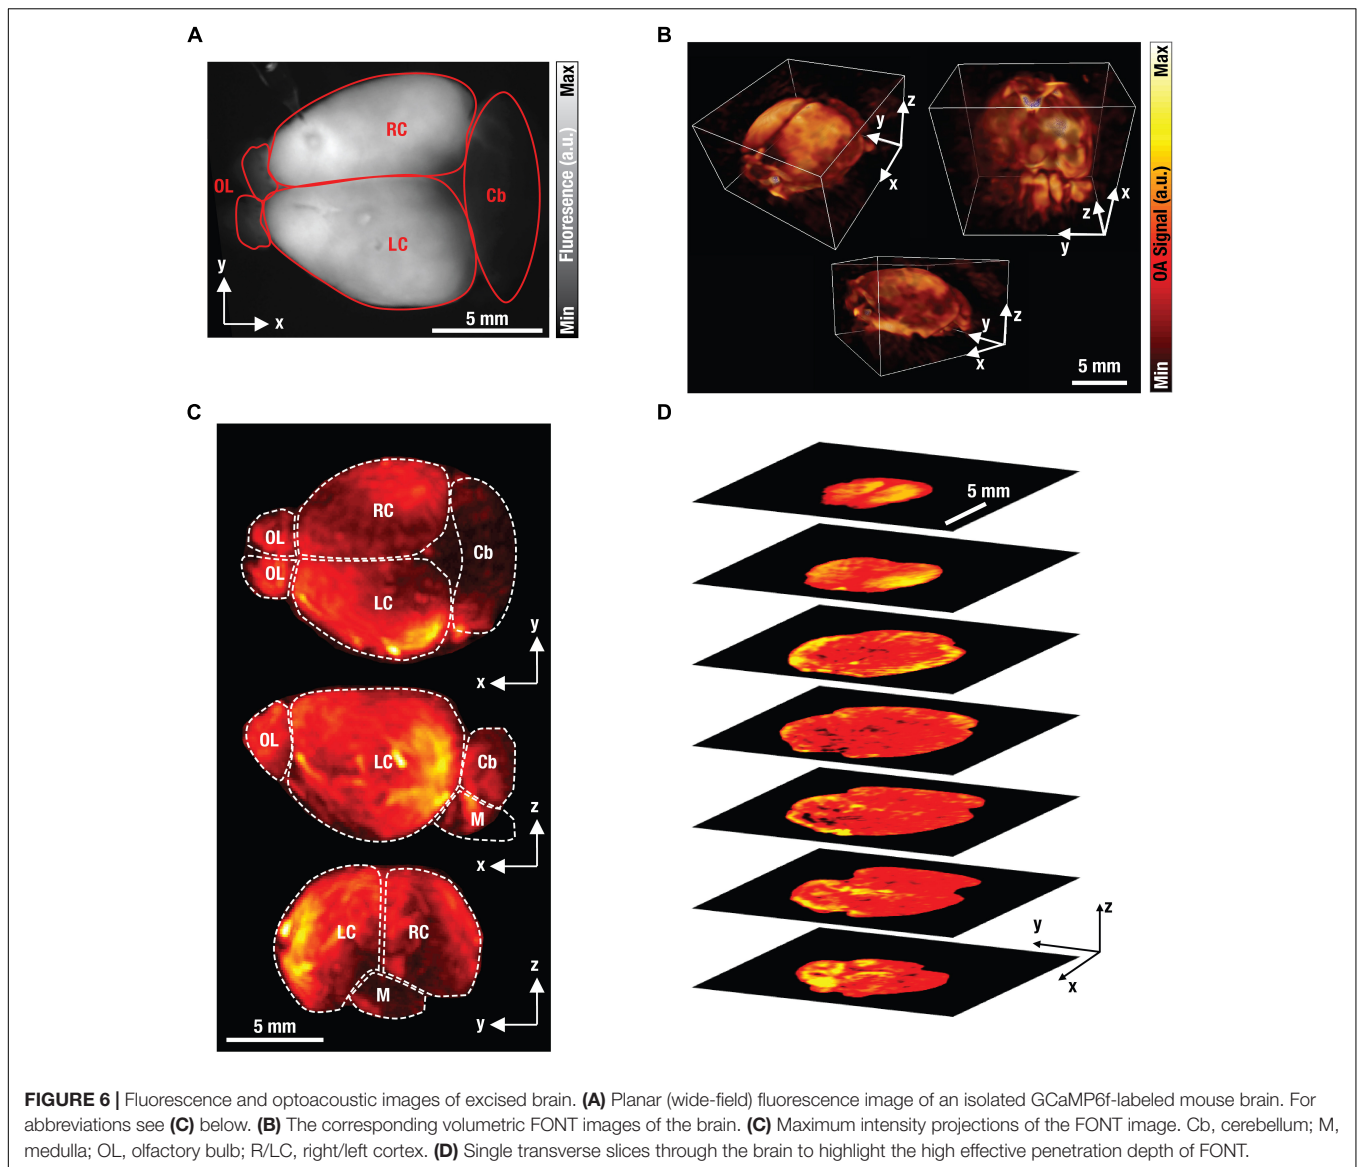 A
RC
OL
Cb
LC
y
x
5 mm
Max
Fluoresence (a.u.)
Min
B
z
y
x
x
z
y
y
z
x
5 mm
Max
OA Signal (a.u.)
Min
C
RC
OL
Cb
OL
LC
y
x
OL
LC
Cb
M
z
x
LC
RC
M
z
y
5 mm
D
5 mm
z
y
x
FIGURE 6 | Fluorescence and optoacoustic images of excised brain. (A) Planar (wide-field) fluorescence image of an isolated GCaMP6f-labeled mouse brain. For
abbreviations see (C) below. (B) The corresponding volumetric FONT images of the brain. (C) Maximum intensity projections of the FONT image. Cb, cerebellum; M,
medulla; OL, olfactory bulb; R/LC, right/left cortex. (D) Single transverse slices through the brain to highlight the high effective penetration depth of FONT.